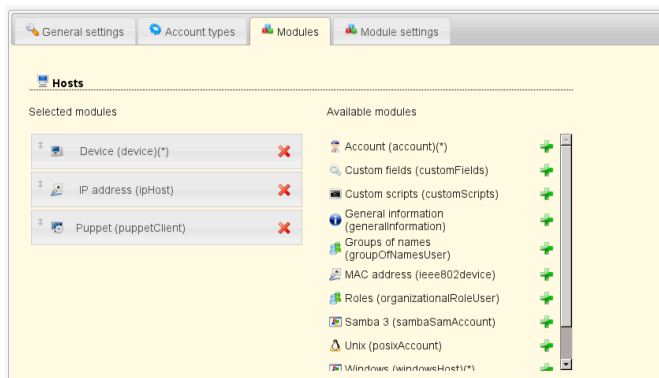 General settings
Account types
Modules
Module settings
Hosts
Selected modules
Available modules
Device (device)(*)
IP address (ipHost)
Puppet (puppetClient)
Account (account)(*)
Custom fields (customFields)
Custom scripts (customScripts)
General information
(generalInformation)
Groups of names
(groupOfNamesUser)
MAC address (ieee802device)
Roles (organizationalRoleUser)
Samba 3 (sambaSamAccount)
Unix (posixAccount)
Windows (windowsHost)(*)